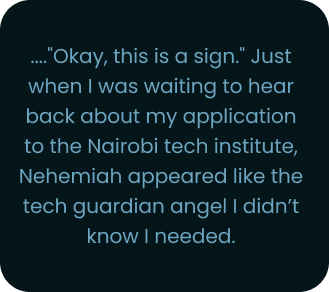 ...."Okay, this is a sign." Just
when I was waiting to hear
back about my application
to the Nairobi tech institute,
Nehemiah appeared like the
tech guardian angel I didn’t
know I needed.